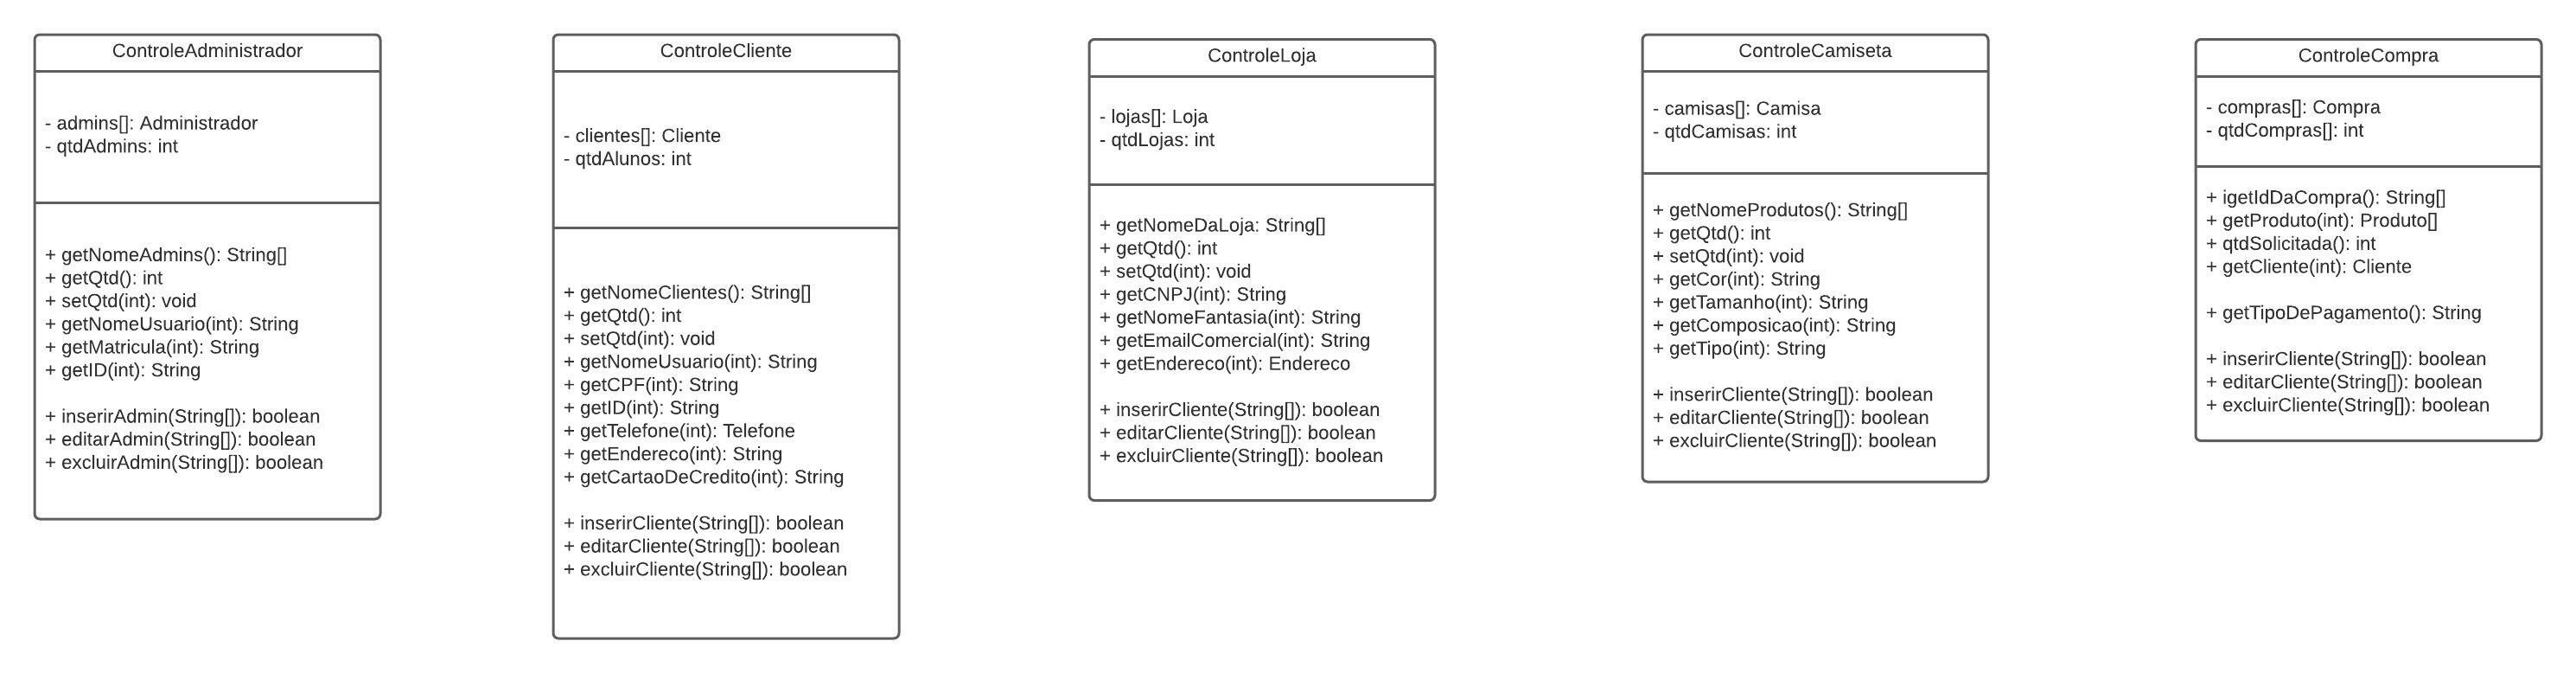 ControleAdministrador
- admins[]: Administrador
- qtdAdmins: int
+ getNomeAdmins(): String[]
+ getQtd(): int
+ setQtd(int): void
+ getNomeUsuario(int): String
+ getMatricula(int): String
+ getID(int): String
+ inserirAdmin(String[]): boolean
+ editarAdmin(String[]): boolean
+ excluirAdmin(String[]): boolean
ControleCliente
- clientes[]: Cliente
- qtdAlunos: int
+ getNomeClientes(): String[]
+ getQtd(): int
+ setQtd(int): void
+ getNomeUsuario(int): String
+ getCPF(int): String
+ getID(int): String
+ getTelefone(int): Telefone
+ getEndereco(int): String
+ getCartaoDeCredito(int): String
+ inserirCliente(String[]): boolean
+ editarCliente(String[]): boolean
+ excluirCliente(String[]): boolean
ControleLoja
- lojas[]: Loja
- qtdLojas: int
+ getNomeDaLoja: String[]
+ getQtd(): int
+ setQtd(int): void
+ getCNPJ(int): String
+ getNomeFantasia(int): String
+ getEmailComercial(int): String
+ getEndereco(int): Endereco
+ inserirCliente(String[]): boolean
+ editarCliente(String[]): boolean
+ excluirCliente(String[]): boolean
ControleCamiseta
- camisas[]: Camisa
- qtdCamisas: int
+ getNomeProdutos(): String[]
+ getQtd(): int
+ setQtd(int): void
+ getCor(int): String
+ getTamanho(int): String
+ getComposicao(int): String
+ getTipo(int): String
+ inserirCliente(String[]): boolean
+ editarCliente(String[]): boolean
+ excluirCliente(String[]): boolean
ControleCompra
- compras[]: Compra
- qtdCompras[]: int
+ igetIdDaCompra(): String[]
+ getProduto(int): Produto[]
+ qtdSolicitada(): int
+ getCliente(int): Cliente
+ getTipoDePagamento(): String
+ inserirCliente(String[]): boolean
+ editarCliente(String[]): boolean
+ excluirCliente(String[]): boolean